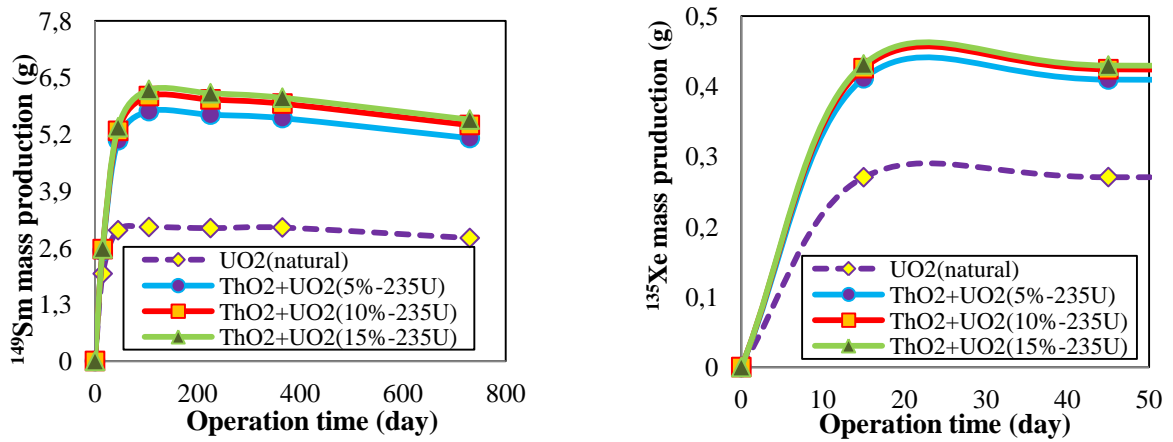 149Sm mass production (g)
7,8
6,5
5,2
3,9
2,6
1,3
0
UO2(natural)
ThO2+UO2(5%-235U)
ThO2+UO2(10%-235U)
ThO2+UO2(15%-235U)
0 200 400 600 800
Operation time (day)
135Xe mass pruduction (g)
0,5
0,4
0,3
0,2
0,1
0
UO2(natural)
ThO2+UO2(5%-235U)
ThO2+UO2(10%-235U)
ThO2+UO2(15%-235U)
0 10 20 30 40 50
Operation time (day)